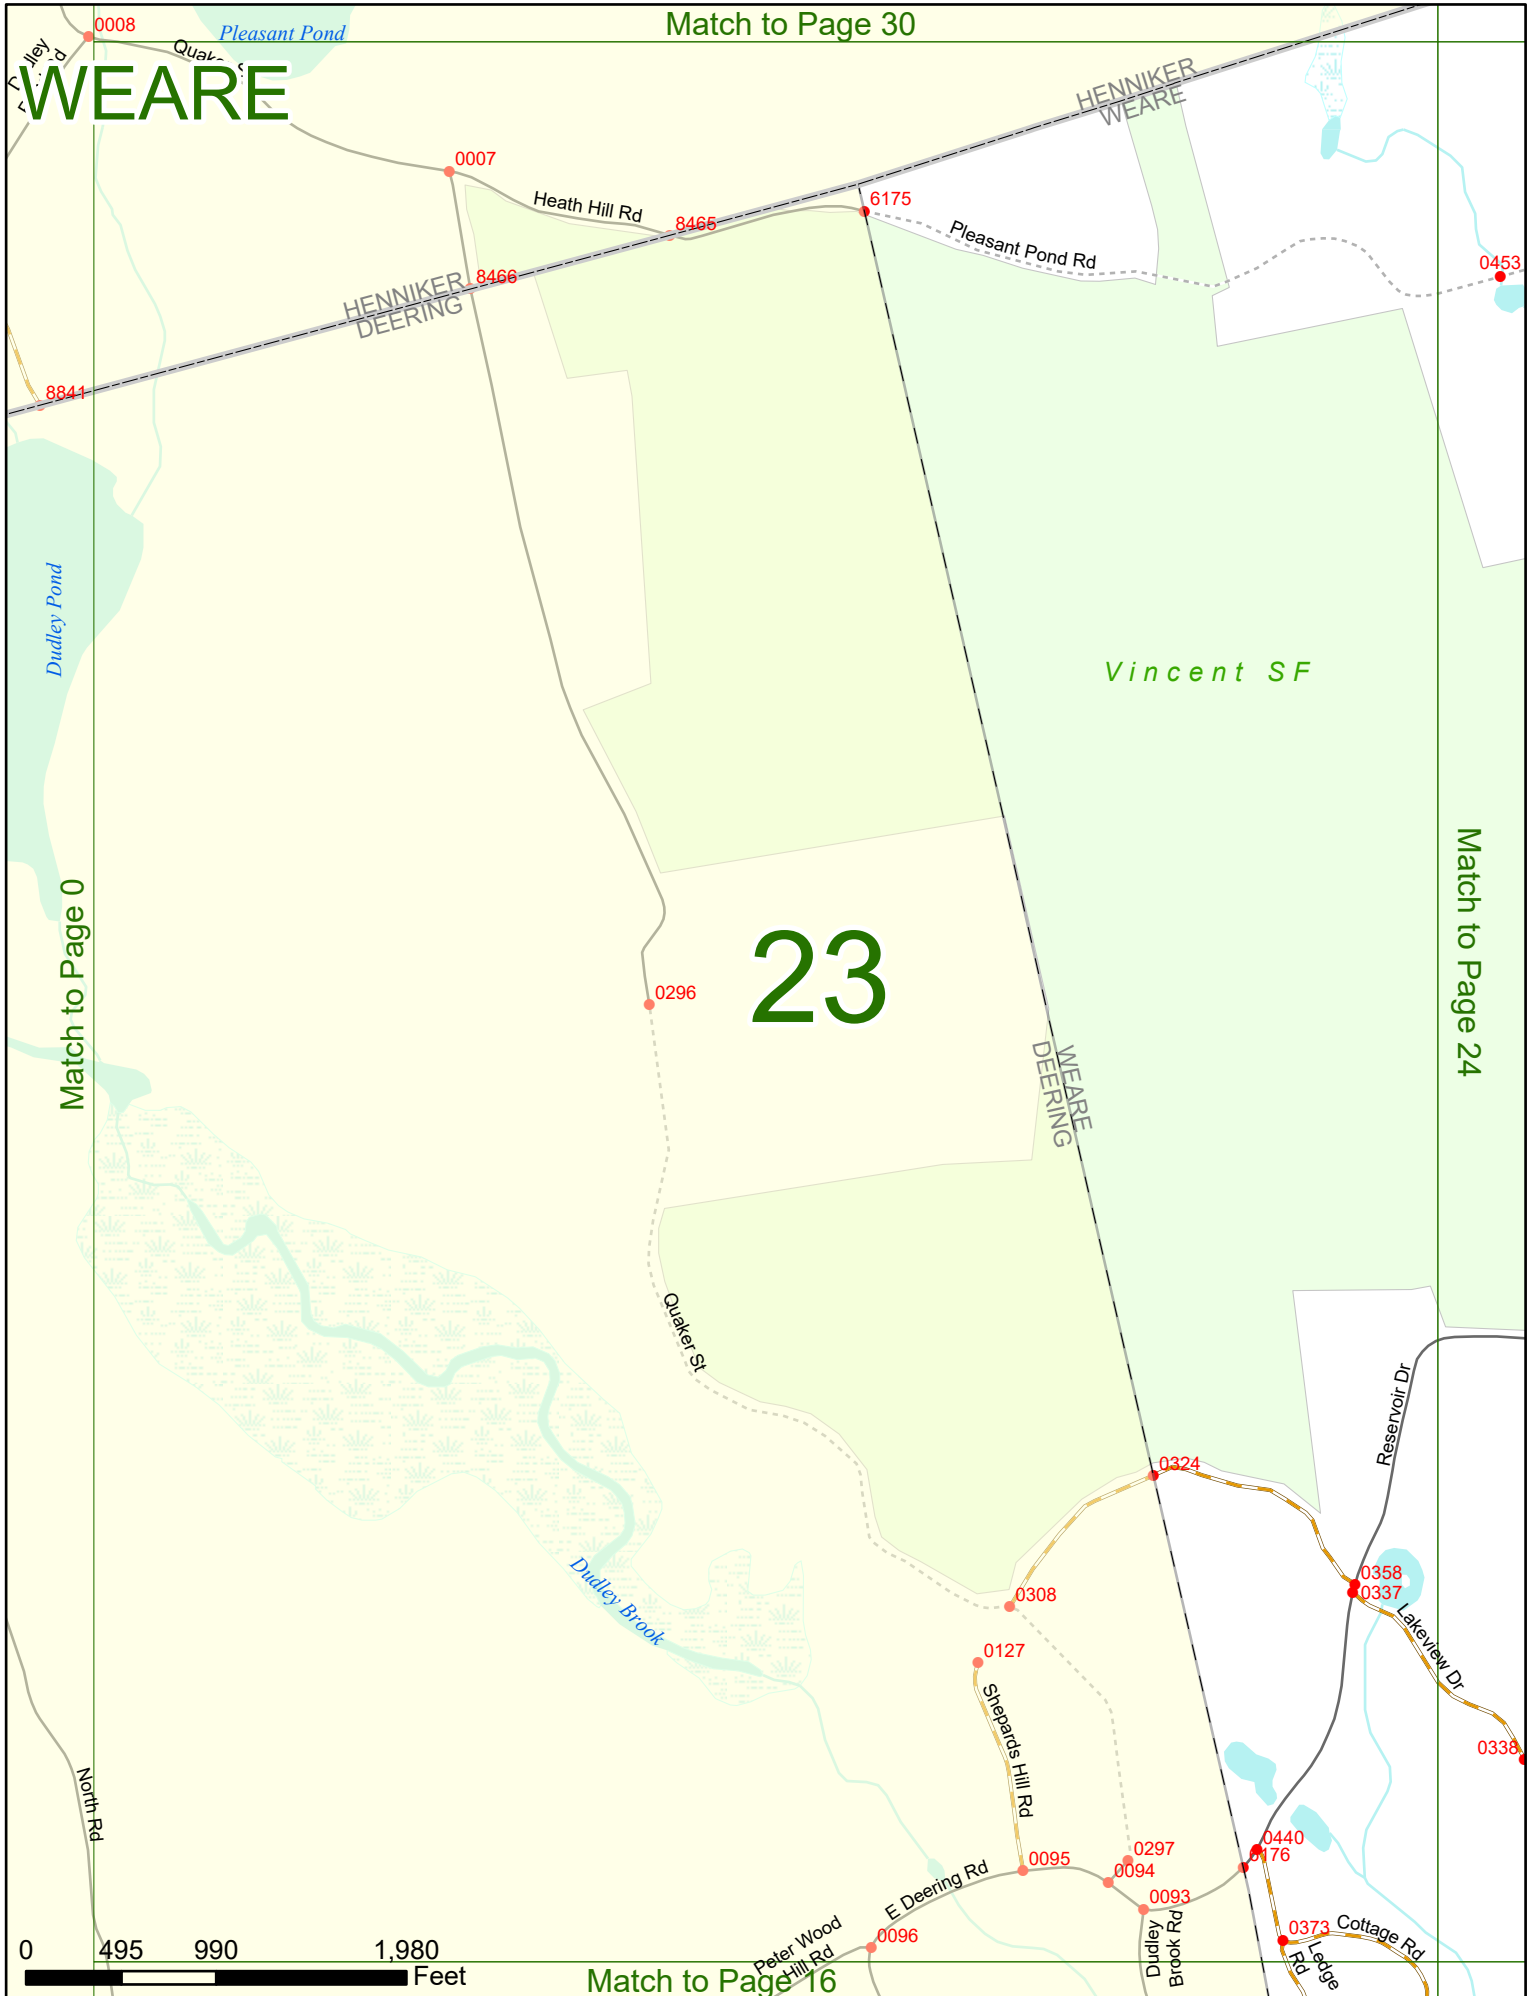 Match to Page 30
0008
Pleasant Pond
Dudley
Rd
Quaker
WEARE
HENNIKER
WEARE
0007
Heath Hill Rd
6175
8465
Pleasant Pond Rd
0453
8466
HENNIKER
DEERING
8841
Dudley Pond
Vincent SF
Match to Page 0
Match to Page 24
23
0296
WEARE
DEERING
Quaker St
Reservoir Dr
0324
0358
0337
Dudley Brook
0308
Lakeview Dr
0127
Shepards Hill Rd
0338
North Rd
0440
0176
0297
0095
0094
E Deering Rd
0093
Dudley
Brook Rd
0373
Cottage Rd
Ledge
Rd
Peter Wood
Hill Rd
0096
0 495 990 1,980
Feet
Match to Page 16